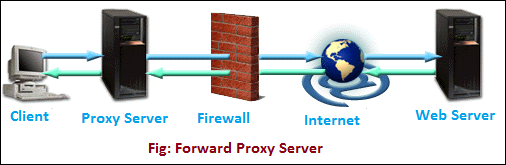 Client
Proxy Server
Firewall
Internet
Web Server
Fig: Forward Proxy Server